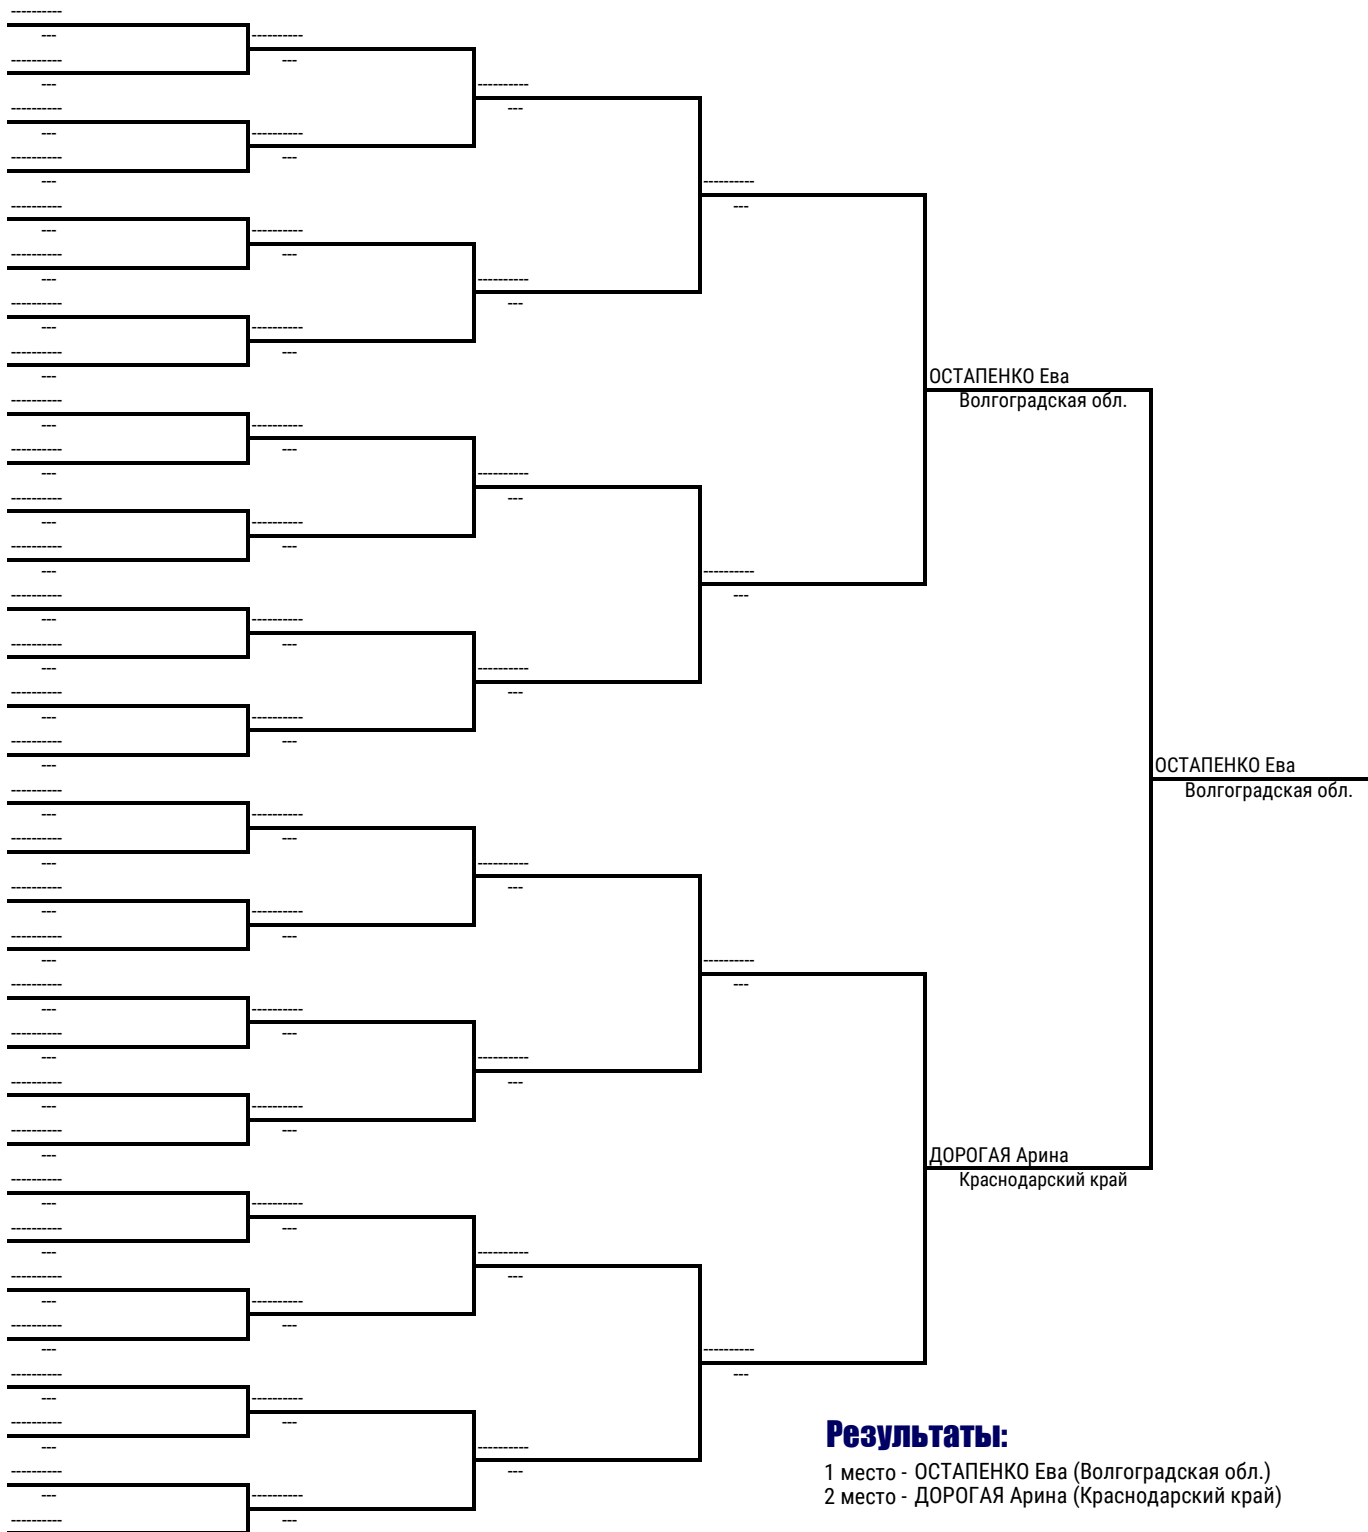 ОСТАПЕНКО Ева
Волгоградская обл.
ОСТАПЕНКО Ева
Волгоградская обл.
ДОРОГАЯ Арина
Краснодарский край
Результаты:
1 место - ОСТАПЕНКО Ева (Волгоградская обл.)
2 место - ДОРОГАЯ Арина (Краснодарский край)